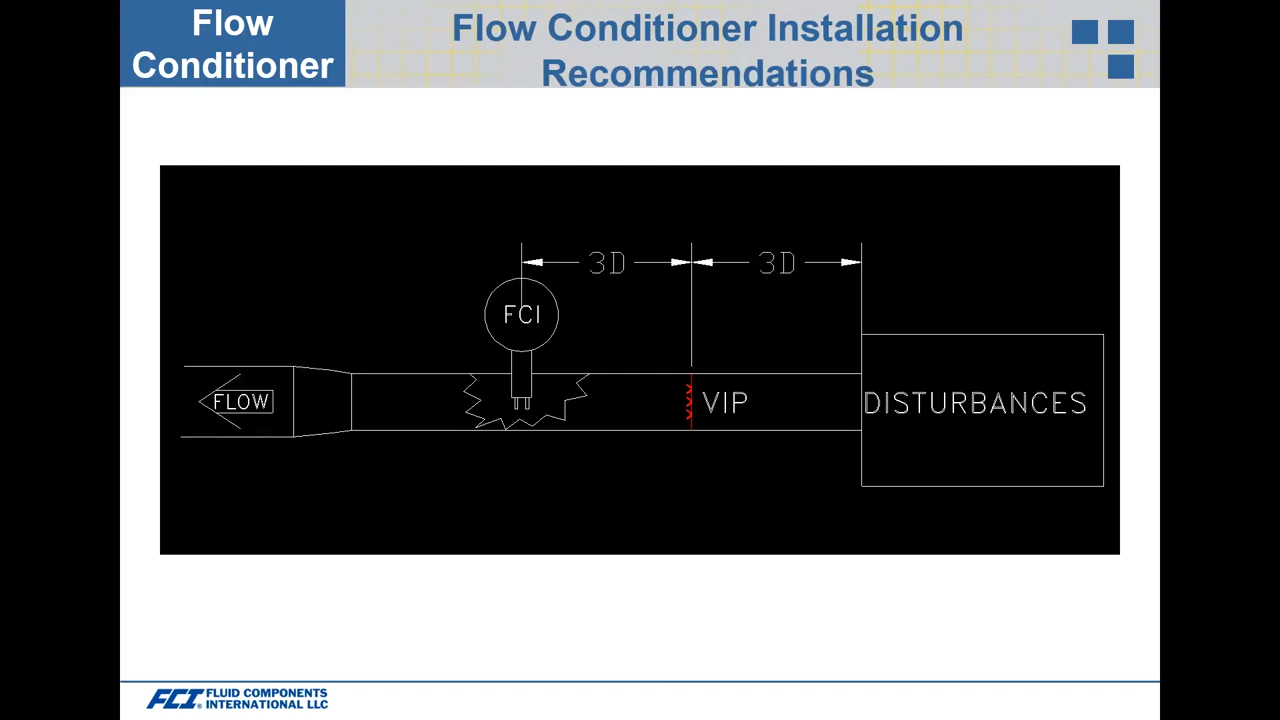 Flow
Conditioner
Flow Conditioner Installation
Recommendations
3D
3D
FCI
FLOW
VIP
DISTURBANCES
FCI® FLUID COMPONENTS
INTERNATIONAL LLC